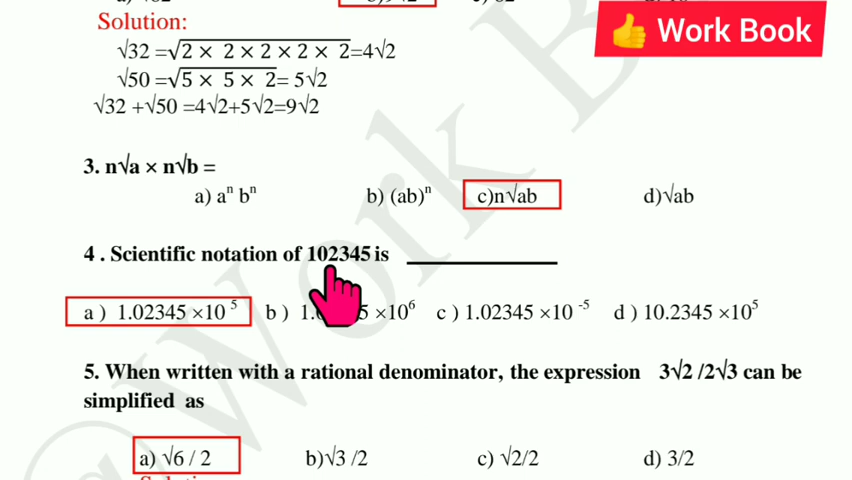 Solution:
👍 Work Book
√32 =√2 × 2 × 2 × 2 × 2=4√2
√50 =√5 × 5 × 2= 5√2
√32 +√50 =4√2+5√2=9√2
3. n√a × n√b =
a) aⁿ bⁿ b) (ab)ⁿ c)n√ab d)√ab
4 . Scientific notation of 102345 is ____________
a ) 1.02345 ×10 ⁵ b ) ×10⁶ c ) 1.02345 ×10 ⁻⁵ d ) 10.2345 ×10⁵
5. When written with a rational denominator, the expression 3√2 /2√3 can be
simplified as
a) √6 / 2 b)√3 /2 c) √2/2 d) 3/2